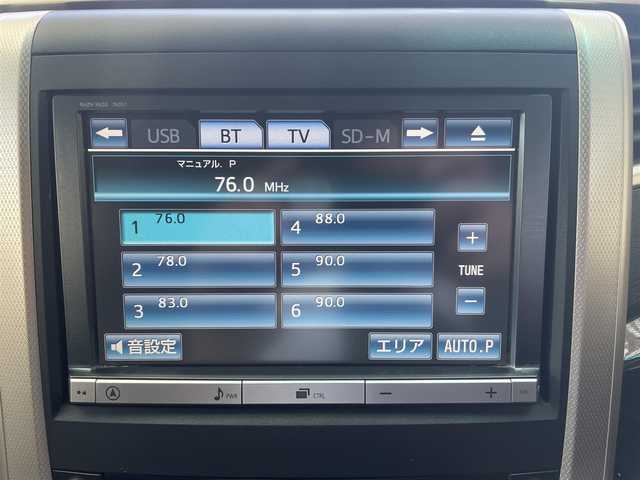 USB BT TV SD-M
マニュアル. P
76.0 MHz
1 76.0
4 88.0
2 78.0
5 90.0
3 83.0
6 90.0
+
TUNE
−
音設定 エリア AUTO.P
PWR CTRL − +